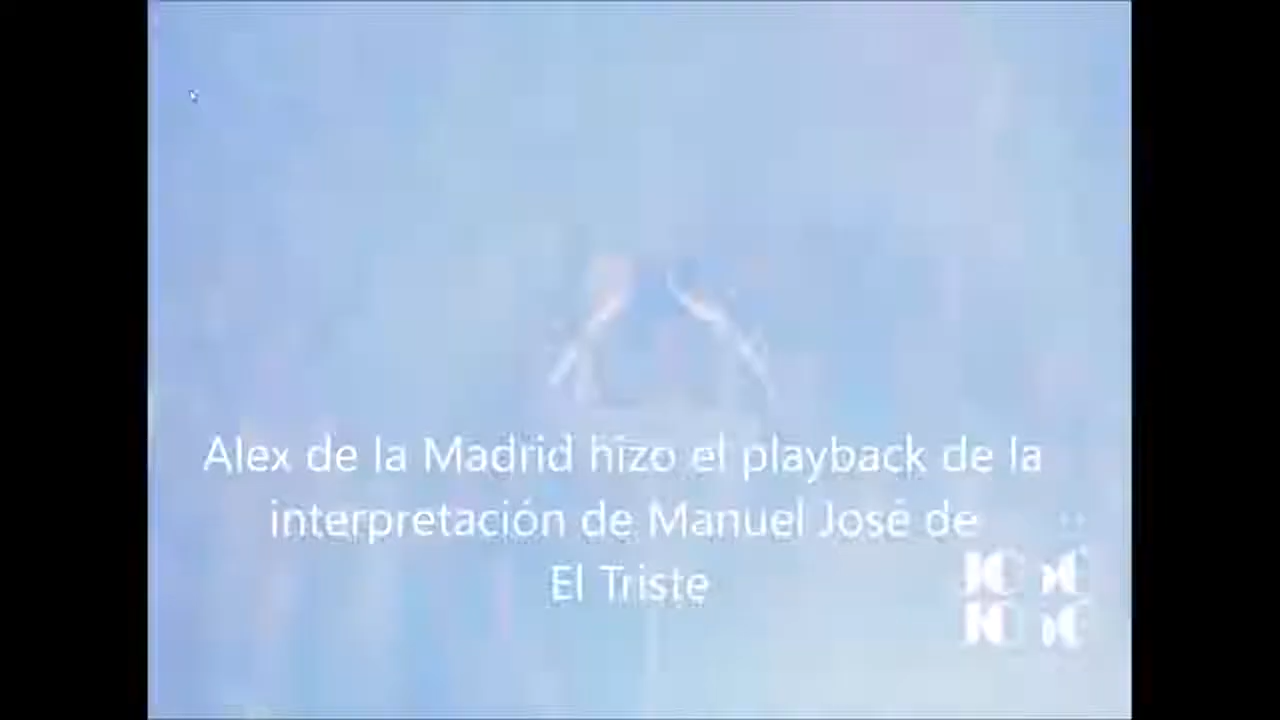 Alex de la Madrid hizo el playback de la
interpretación de Manuel José de
El Triste